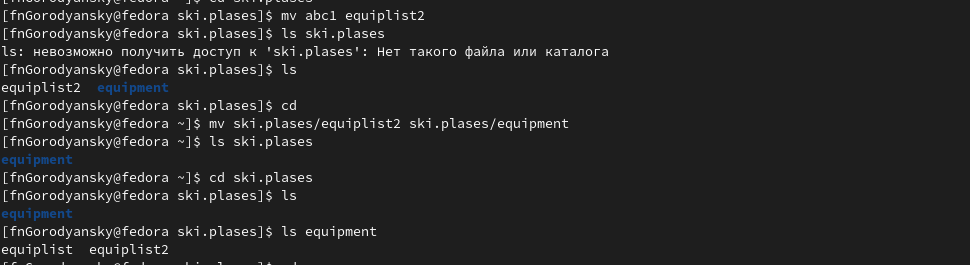 [fnGorodyansky@fedora ski.plases]$ mv abc1 equiplist2
[fnGorodyansky@fedora ski.plases]$ ls ski.plases
ls: невозможно получить доступ к 'ski.plases': Нет такого файла или каталога
[fnGorodyansky@fedora ski.plases]$ ls
equiplist2  equipment
[fnGorodyansky@fedora ski.plases]$ cd
[fnGorodyansky@fedora ~]$ mv ski.plases/equiplist2 ski.plases/equipment
[fnGorodyansky@fedora ~]$ ls ski.plases
equipment
[fnGorodyansky@fedora ~]$ cd ski.plases
[fnGorodyansky@fedora ski.plases]$ ls
equipment
[fnGorodyansky@fedora ski.plases]$ ls equipment
equiplist  equiplist2